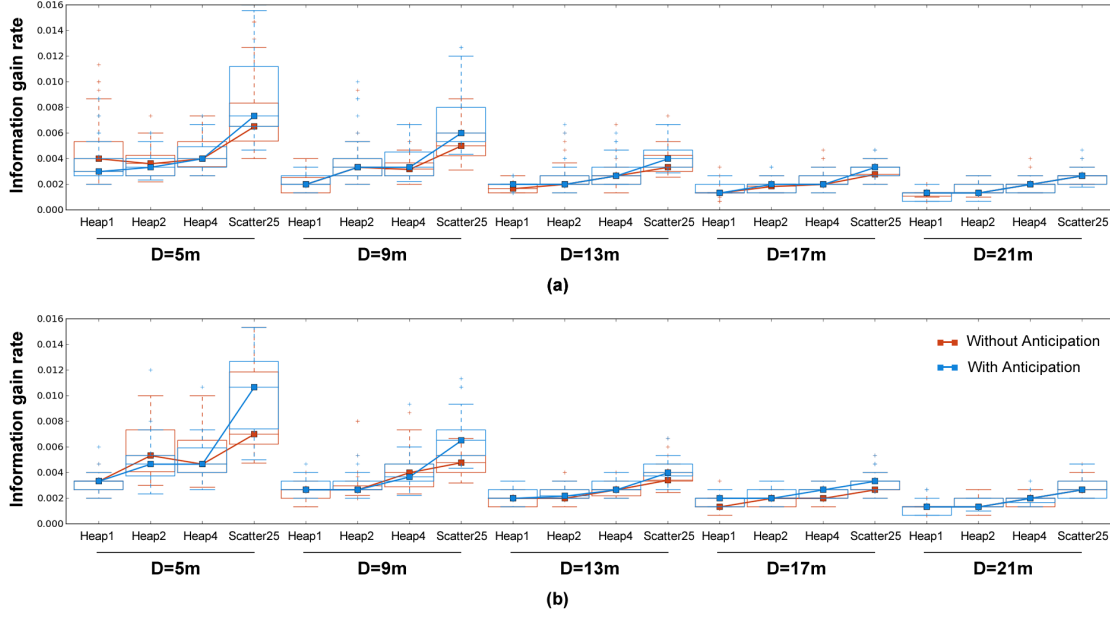 Information gain rate
0.016
0.014
0.012
0.010
0.008
0.006
0.004
0.002
0.000
Heap1 Heap2 Heap4 Scatter25 Heap1 Heap2 Heap4 Scatter25 Heap1 Heap2 Heap4 Scatter25 Heap1 Heap2 Heap4 Scatter25 Heap1 Heap2 Heap4 Scatter25
D=5m D=9m D=13m D=17m D=21m
(a)
Information gain rate
0.016
0.014
0.012
0.010
0.008
0.006
0.004
0.002
0.000
Without Anticipation
With Anticipation
Heap1 Heap2 Heap4 Scatter25 Heap1 Heap2 Heap4 Scatter25 Heap1 Heap2 Heap4 Scatter25 Heap1 Heap2 Heap4 Scatter25 Heap1 Heap2 Heap4 Scatter25
D=5m D=9m D=13m D=17m D=21m
(b)